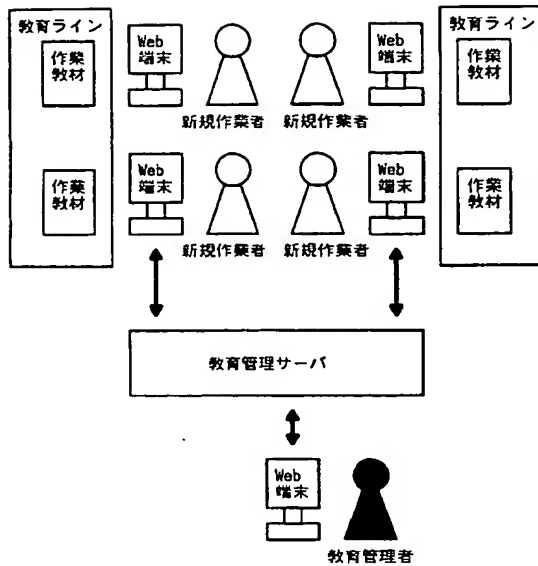 教育ライン
作業
教材
Web
端末
新規作業者
新規作業者
Web
端末
教育ライン
作業
教材
作業
教材
Web
端末
新規作業者
新規作業者
Web
端末
作業
教材
教育管理サーバ
Web
端末
教育管理者